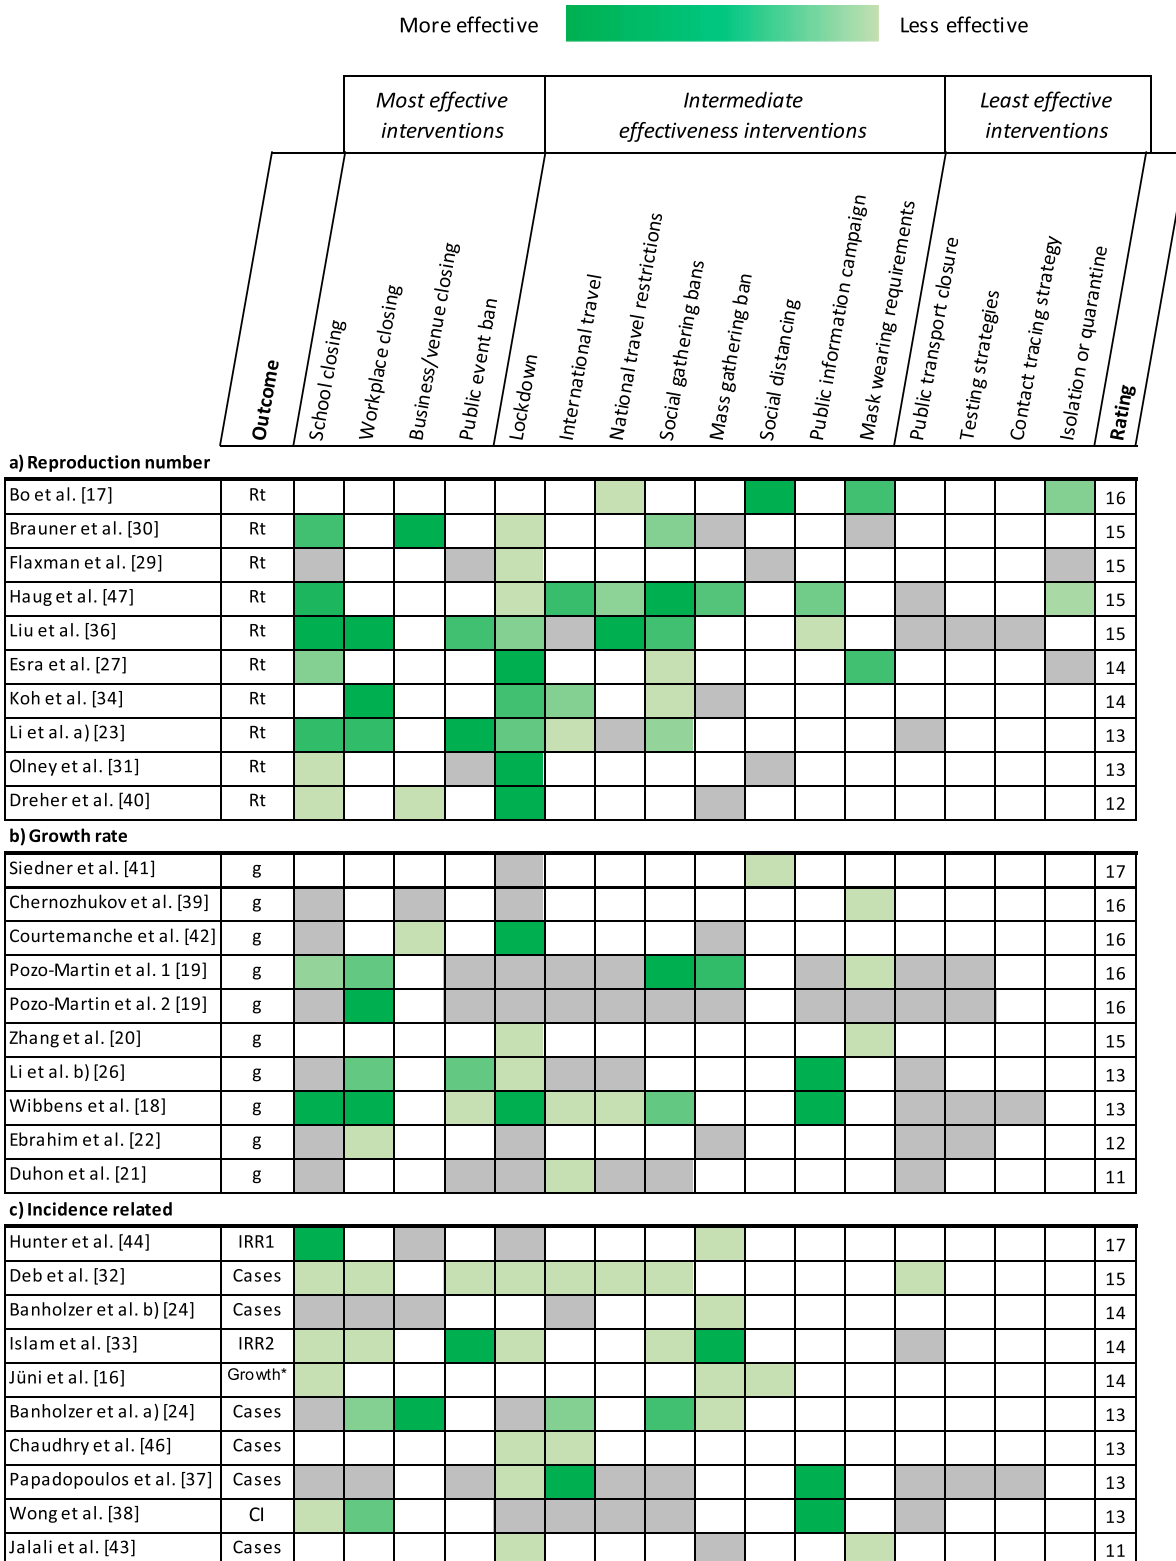 More effective Less effective
Most effective interventions
Intermediate effectiveness interventions
Least effective interventions
Outcome
School closing
Workplace closing
Business/venue closing
Public event ban
Lockdown
International travel
National travel restrictions
Social gathering bans
Mass gathering ban
Social distancing
Public information campaign
Mask wearing requirements
Public transport closure
Testing strategies
Contact tracing strategy
Isolation or quarantine
Rating
a) Reproduction number
Bo et al. [17] Rt 16
Brauner et al. [30] Rt 15
Flaxman et al. [29] Rt 15
Haug et al. [47] Rt 15
Liu et al. [36] Rt 15
Esra et al. [27] Rt 14
Koh et al. [34] Rt 14
Li et al. a) [23] Rt 13
Olney et al. [31] Rt 13
Dreher et al. [40] Rt 12
b) Growth rate
Siedner et al. [41] g 17
Chernozhukov et al. [39] g 16
Courtemanche et al. [42] g 16
Pozo-Martin et al. 1 [19] g 16
Pozo-Martin et al. 2 [19] g 16
Zhang et al. [20] g 15
Li et al. b) [26] g 13
Wibbens et al. [18] g 13
Ebrahim et al. [22] g 12
Duhon et al. [21] g 11
c) Incidence related
Hunter et al. [44] IRR1 17
Deb et al. [32] Cases 15
Banholzer et al. b) [24] Cases 14
Islam et al. [33] IRR2 14
Jüni et al. [16] Growth* 14
Banholzer et al. a) [24] Cases 13
Chaudhry et al. [46] Cases 13
Papadopoulos et al. [37] Cases 13
Wong et al. [38] CI 13
Jalali et al. [43] Cases 11